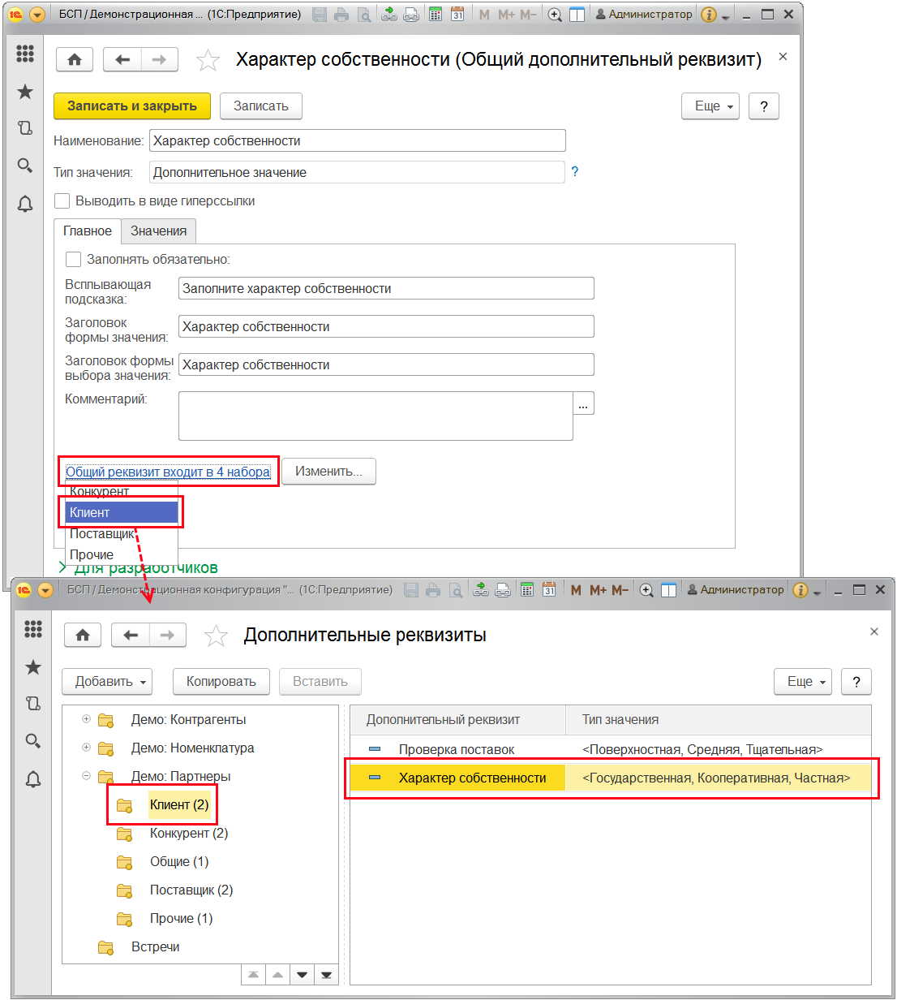 БСП / Демонстрационная ... (1С:Предприятие) M M+ M- Администратор
Характер собственности (Общий дополнительный реквизит)
Записать и закрыть Записать Еще ?
Наименование: Характер собственности
Тип значения: Дополнительное значение ?
Выводить в виде гиперссылки
Главное Значения
Заполнять обязательно:
Всплывающая
подсказка: Заполните характер собственности
Заголовок
формы значения: Характер собственности
Заголовок формы
выбора значения: Характер собственности
Комментарий: ...
Общий реквизит входит в 4 набора Изменить...
Конкурент
Клиент
Поставщик
Прочие
Для разработчиков
БСП / Демонстрационная конфигурация "... (1С:Предприятие) 31 M M+ M- Администратор
Дополнительные реквизиты
Добавить Копировать Вставить Еще ?
Демо: Контрагенты Дополнительный реквизит Тип значения
Демо: Номенклатура Проверка поставок <Поверхностная, Средняя, Тщательная>
Демо: Партнеры Характер собственности <Государственная, Кооперативная, Частная>
Клиент (2)
Конкурент (2)
Общие (1)
Поставщик (2)
Прочие (1)
Встречи